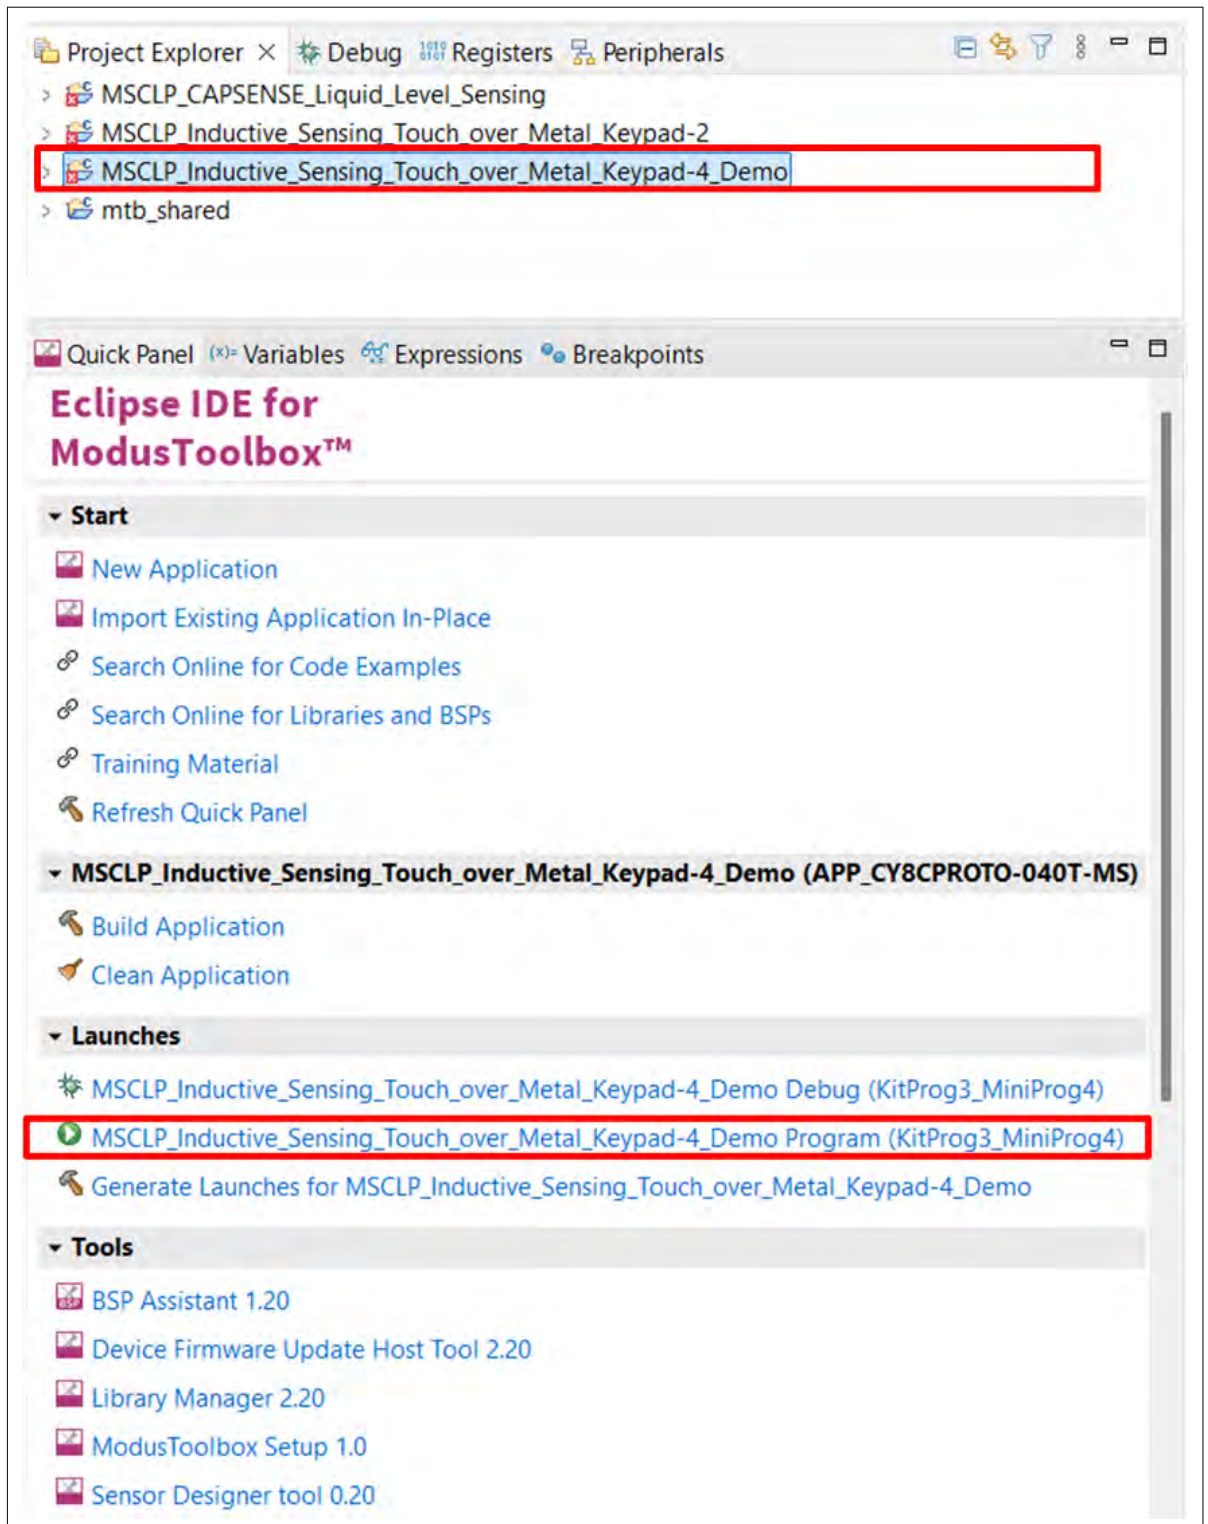 Project Explorer × Debug Registers Peripherals
MSCLP_CAPSENSE_Liquid_Level_Sensing
MSCLP_Inductive_Sensing_Touch_over_Metal_Keypad-2
MSCLP_Inductive_Sensing_Touch_over_Metal_Keypad-4_Demo
mtb_shared
Quick Panel (x)= Variables Expressions Breakpoints
Eclipse IDE for
ModusToolbox™
Start
New Application
Import Existing Application In-Place
Search Online for Code Examples
Search Online for Libraries and BSPs
Training Material
Refresh Quick Panel
MSCLP_Inductive_Sensing_Touch_over_Metal_Keypad-4_Demo (APP_CY8CPROTO-040T-MS)
Build Application
Clean Application
Launches
MSCLP_Inductive_Sensing_Touch_over_Metal_Keypad-4_Demo Debug (KitProg3_MiniProg4)
MSCLP_Inductive_Sensing_Touch_over_Metal_Keypad-4_Demo Program (KitProg3_MiniProg4)
Generate Launches for MSCLP_Inductive_Sensing_Touch_over_Metal_Keypad-4_Demo
Tools
BSP Assistant 1.20
Device Firmware Update Host Tool 2.20
Library Manager 2.20
ModusToolbox Setup 1.0
Sensor Designer tool 0.20